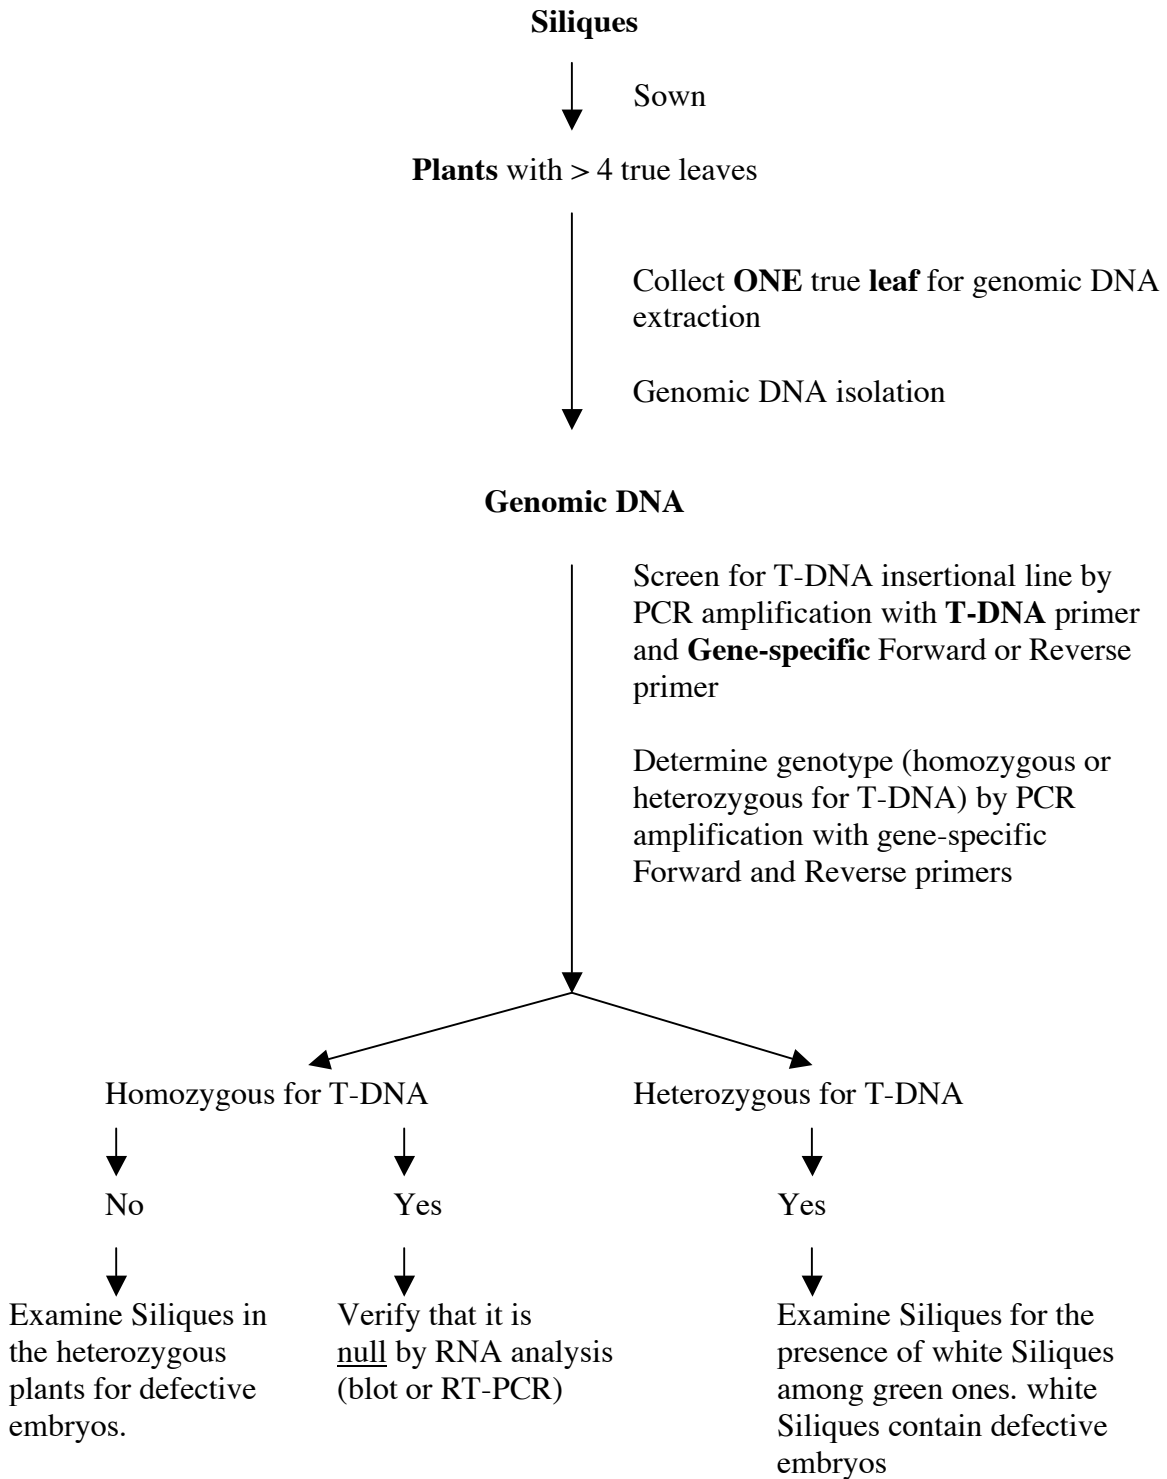 Siliques
Sown
Plants with > 4 true leaves
Collect ONE true leaf for genomic DNA
extraction
Genomic DNA isolation
Genomic DNA
Screen for T-DNA insertional line by
PCR amplification with T-DNA primer
and Gene-specific Forward or Reverse
primer
Determine genotype (homozygous or
heterozygous for T-DNA) by PCR
amplification with gene-specific
Forward and Reverse primers
Homozygous for T-DNA
Heterozygous for T-DNA
No
Yes
Yes
Examine Siliques in
the heterozygous
plants for defective
embryos.
Verify that it is
null by RNA analysis
(blot or RT-PCR)
Examine Siliques for the
presence of white Siliques
among green ones. white
Siliques contain defective
embryos